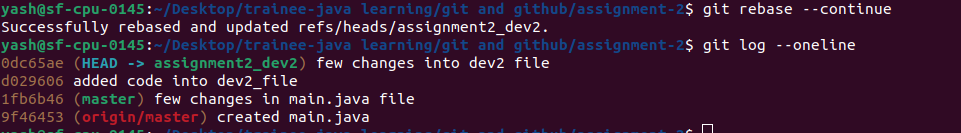 yash@sf-cpu-0145:~/Desktop/trainee-java learning/git and github/assignment-2$ git rebase --continue
Successfully rebased and updated refs/heads/assignment2_dev2.
yash@sf-cpu-0145:~/Desktop/trainee-java learning/git and github/assignment-2$ git log --oneline
0dc65ae (HEAD -> assignment2_dev2) few changes into dev2 file
d029606 added code into dev2_file
1fb6b46 (master) few changes in main.java file
9f46453 (origin/master) created main.java
yash@sf-cpu-0145:~/Desktop/trainee-java learning/git and github/assignment-2$